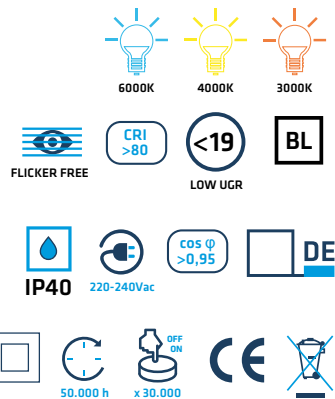 6000K 4000K 3000K
FLICKER FREE
CRI
>80
<19
LOW UGR
BL
IP40
220-240Vac
cos φ
>0,95
DE
50.000 h
OFF
ON
x 30.000
CE